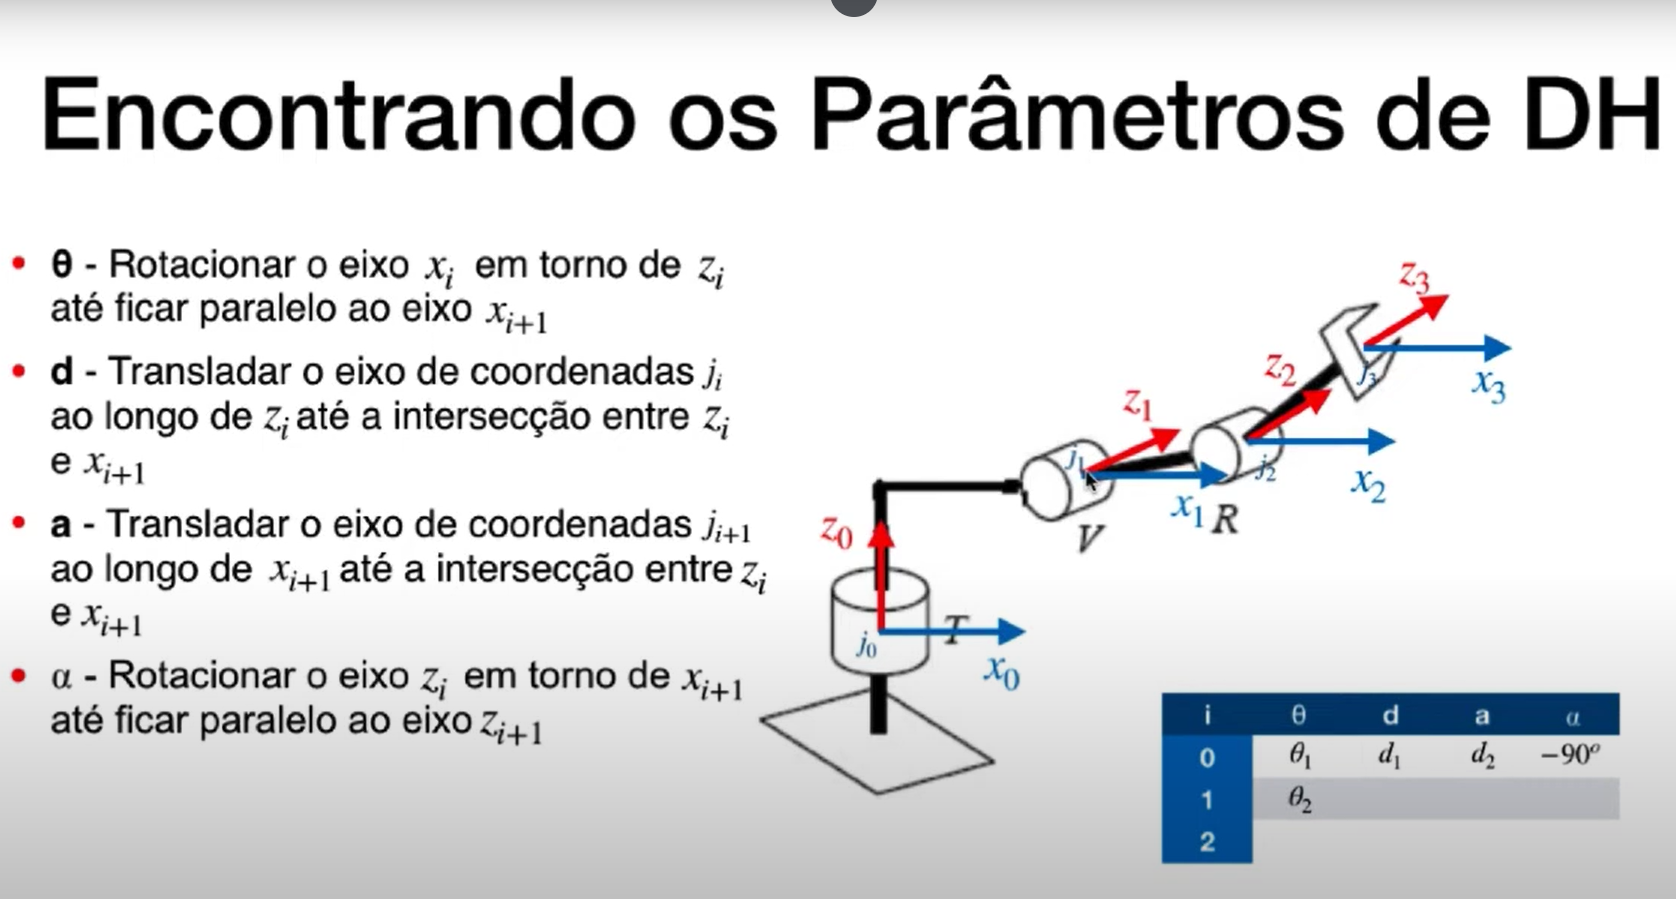 Encontrando os Parâmetros de DH
• θ - Rotacionar o eixo xᵢ em torno de zᵢ
até ficar paralelo ao eixo xᵢ₊₁
• d - Transladar o eixo de coordenadas jᵢ
ao longo de zᵢ até a intersecção entre zᵢ
e xᵢ₊₁
• a - Transladar o eixo de coordenadas jᵢ₊₁
ao longo de xᵢ₊₁ até a intersecção entre zᵢ
e xᵢ₊₁
• α - Rotacionar o eixo zᵢ em torno de xᵢ₊₁
até ficar paralelo ao eixo zᵢ₊₁
z₃
j₃
x₃
z₂
j₂
x₂
z₁
j₁
x₁ R
V
z₀
T
j₀
x₀
i θ d a α
0 θ₁ d₁ d₂ −90º
1 θ₂
2